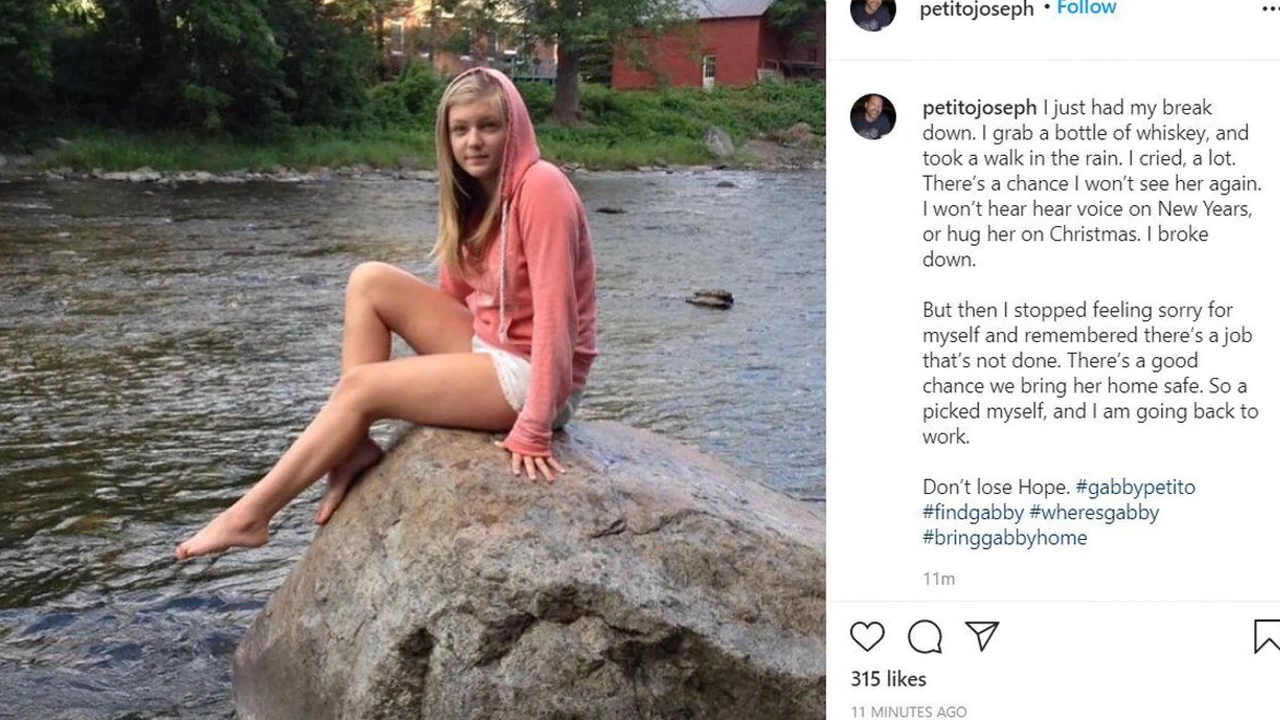 petitojoseph • Follow
petitojoseph I just had my break
down. I grab a bottle of whiskey, and
took a walk in the rain. I cried, a lot.
There's a chance I won't see her again.
I won't hear hear voice on New Years,
or hug her on Christmas. I broke
down.
But then I stopped feeling sorry for
myself and remembered there's a job
that's not done. There's a good
chance we bring her home safe. So a
picked myself, and I am going back to
work.
Don't lose Hope. #gabbypetito
#findgabby #wheresgabby
#bringgabbyhome
11m
315 likes
11 MINUTES AGO